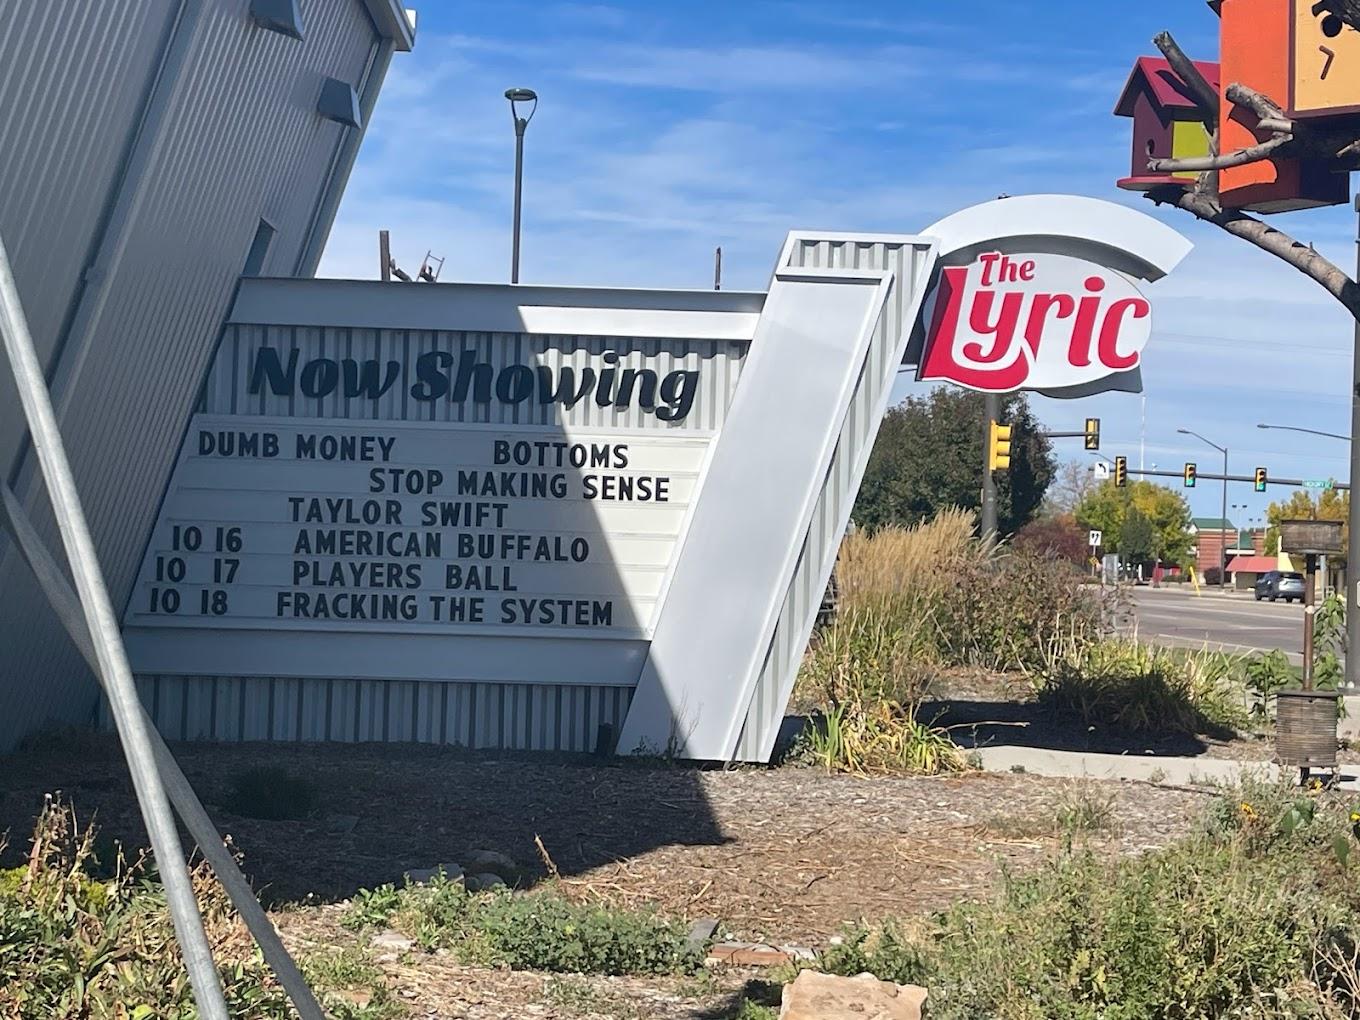 The
Lyric
Now Showing
DUMB MONEY BOTTOMS
STOP MAKING SENSE
TAYLOR SWIFT
10 16 AMERICAN BUFFALO
10 17 PLAYERS BALL
10 18 FRACKING THE SYSTEM